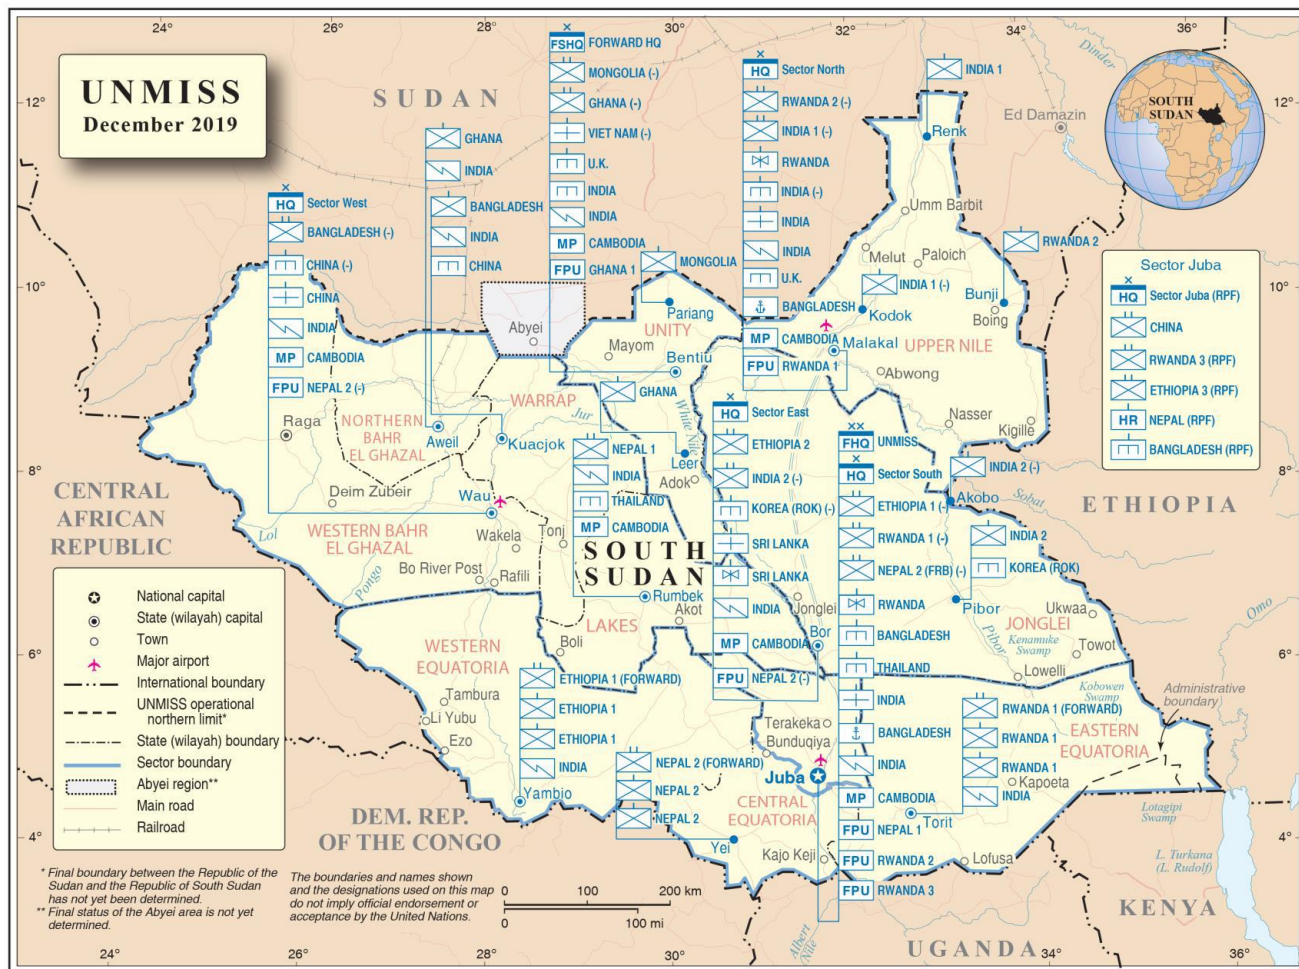 24°
26°
28°
30°
32°
34°
36°
12°
10°
8°
6°
4°
12°
10°
8°
6°
4°
24°
26°
28°
30°
34°
36°
UNMISS
December 2019
SUDAN
FSHQ FORWARD HQ
MONGOLIA (-)
GHANA (-)
VIET NAM (-)
U.K.
INDIA
INDIA
MP CAMBODIA
FPU GHANA 1
HQ Sector North
RWANDA 2 (-)
INDIA 1 (-)
RWANDA
INDIA (-)
INDIA
INDIA
U.K.
BANGLADESH
MP CAMBODIA
FPU RWANDA 1
INDIA 1
Renk
Dinder
Ed Damazin
SOUTH
SUDAN
GHANA
INDIA
BANGLADESH
INDIA
CHINA
HQ Sector West
BANGLADESH (-)
CHINA (-)
CHINA
INDIA
MP CAMBODIA
FPU NEPAL 2 (-)
MONGOLIA
Pariang
UNITY
Abyei
Mayom
Bentiu
Umm Barbit
Melut
Paloich
INDIA 1 (-)
Kodok
RWANDA 2
Bunji
Boing
Malakal
UPPER NILE
Abwong
Nasser
Kigille
Sector Juba
HQ Sector Juba (RPF)
CHINA
RWANDA 3 (RPF)
ETHIOPIA 3 (RPF)
HR NEPAL (RPF)
BANGLADESH (RPF)
WARRAP
Jur
GHANA
White Nile
Leer
Adok
Raga
NORTHERN
BAHR
EL GHAZAL
Aweil
Kuacjok
NEPAL 1
INDIA
THAILAND
MP CAMBODIA
HQ Sector East
ETHIOPIA 2
INDIA 2 (-)
KOREA (ROK) (-)
SRI LANKA
SRI LANKA
INDIA
MP CAMBODIA
FPU NEPAL 2 (-)
FHQ UNMISS
HQ Sector South
ETHIOPIA 1 (-)
RWANDA 1 (-)
NEPAL 2 (FRB) (-)
RWANDA
BANGLADESH
THAILAND
INDIA
BANGLADESH
INDIA
MP CAMBODIA
FPU NEPAL 1
FPU RWANDA 2
FPU RWANDA 3
INDIA 2 (-)
Akobo
Sobat
ETHIOPIA
INDIA 2
KOREA (ROK)
Pibor
Pibor
Ukwaa
JONGLEI
Kenamuke
Swamp
Towot
Lowelli
Omo
CENTRAL
AFRICAN
REPUBLIC
Deim Zubeir
Wau
WESTERN BAHR
EL GHAZAL
Lol
Pongo
Wakela
Tonj
Bo River Post
Rafili
SOUTH
SUDAN
Rumbek
Akot
LAKES
Boli
Jonglei
Bor
WESTERN
EQUATORIA
Tambura
Li Yubu
Ezo
ETHIOPIA 1 (FORWARD)
ETHIOPIA 1
ETHIOPIA 1
INDIA
Yambio
NEPAL 2 (FORWARD)
NEPAL 2
NEPAL 2
Yei
Terakeka
Bunduqiya
Juba
CENTRAL
EQUATORIA
Kajo Keji
RWANDA 1 (FORWARD)
RWANDA 1
RWANDA 1
INDIA
Torit
Kobowen
Swamp
Administrative
boundary
EASTERN
EQUATORIA
Kapoeta
Lofusa
Lotagipi
Swamp
L. Turkana
(L. Rudolf)
KENYA
UGANDA
Albert Nile
DEM. REP.
OF THE CONGO
National capital
State (wilayah) capital
Town
Major airport
International boundary
UNMISS operational
northern limit*
State (wilayah) boundary
Sector boundary
Abyei region**
Main road
Railroad
* Final boundary between the Republic of the
Sudan and the Republic of South Sudan
has not yet been determined.
** Final status of the Abyei area is not yet
determined.
The boundaries and names shown
and the designations used on this map
do not imply official endorsement or
acceptance by the United Nations.
0 100 200 km
0 100 mi